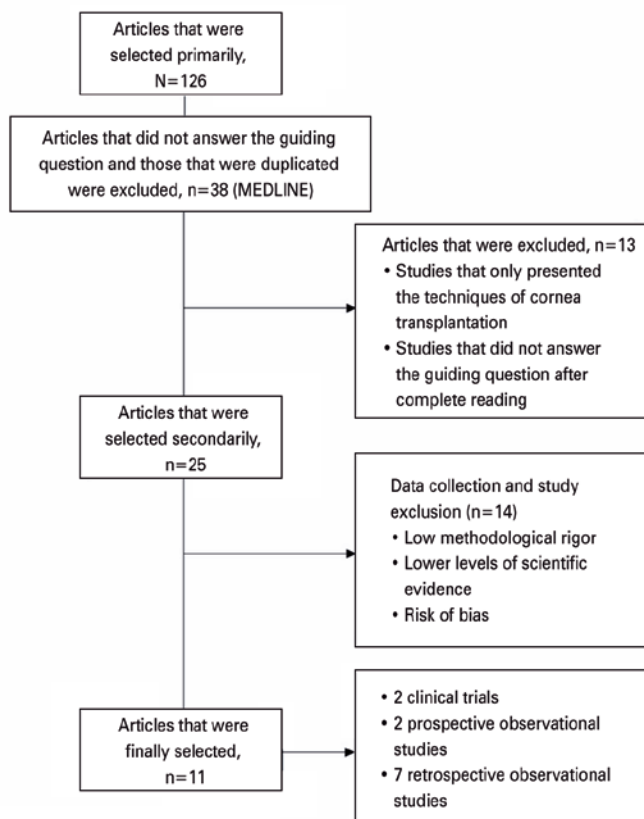 Articles that were
selected primarily,
N=126
Articles that did not answer the guiding
question and those that were duplicated
were excluded, n=38 (MEDLINE)
Articles that were excluded, n=13
• Studies that only presented
the techniques of cornea
transplantation
• Studies that did not answer
the guiding question after
complete reading
Articles that were
selected secondarily,
n=25
Data collection and study
exclusion (n=14)
• Low methodological rigor
• Lower levels of scientific
evidence
• Risk of bias
Articles that were
finally selected,
n=11
• 2 clinical trials
• 2 prospective observational
studies
• 7 retrospective observational
studies